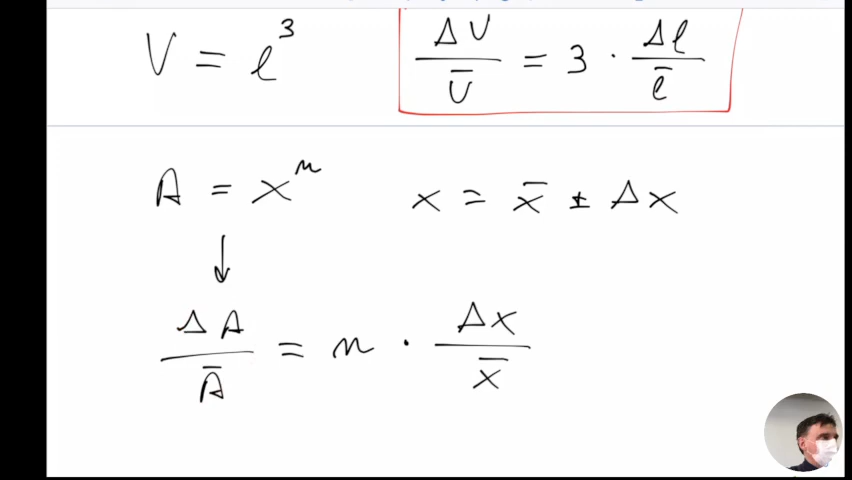 V = l³    ΔV/V̄ = 3 · Δl/l̄
A = xⁿ    x = x̄ ± Δx
↓
ΔA/Ā = n · Δx/x̄